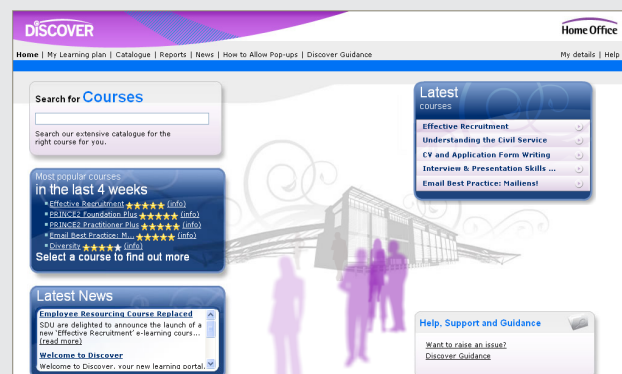 DISCOVER
Home Office
Home | My Learning plan | Catalogue | Reports | News | How to Allow Pop-ups | Discover Guidance
My details | Help
Search for Courses
Search our extensive catalogue for the
right course for you.
Most popular courses
in the last 4 weeks
Effective Recruitment (info)
PRINCE2 Foundation Plus (info)
PRINCE2 Practitioner Plus (info)
Email Best Practice: M... (info)
Diversity (info)
Select a course to find out more
Latest News
Employee Resourcing Course Replaced
SDU are delighted to announce the launch of a
new 'Effective Recruitment' e-learning cours...
(read more)
Welcome to Discover
Welcome to Discover, your new learning portal.
Latest
courses
Effective Recruitment
Understanding the Civil Service
CV and Application Form Writing
Interview & Presentation Skills ...
Email Best Practice: Mailiens!
Help, Support and Guidance
Want to raise an issue?
Discover Guidance